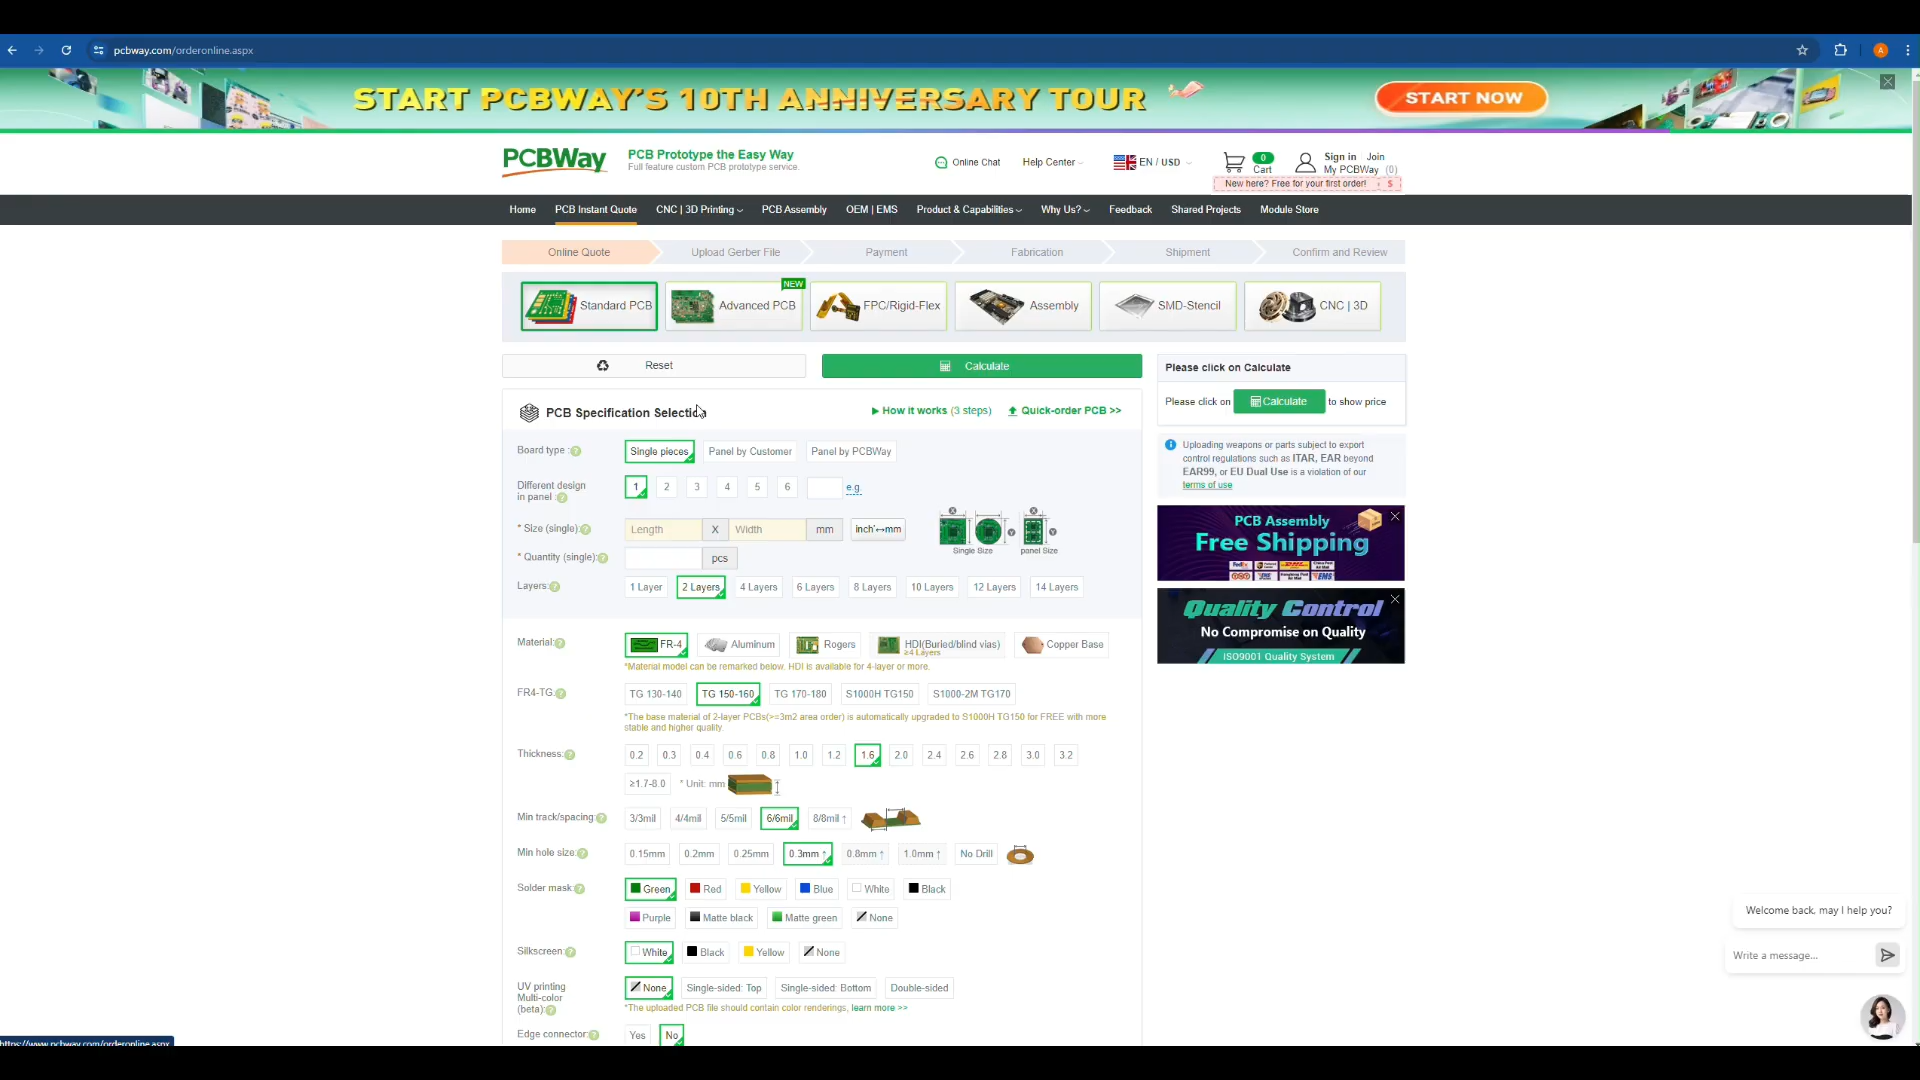 pcbway.com/orderonline.aspx
START PCBWAY'S 10TH ANNIVERSARY TOUR
START NOW
PCBWay
PCB Prototype the Easy Way
Full feature custom PCB prototype service.
Online Chat
Help Center
EN / USD
0
Cart
Sign in Join
My PCBWay (0)
New here? Free for your first order! › $
Home
PCB Instant Quote
CNC | 3D Printing
PCB Assembly
OEM | EMS
Product & Capabilities
Why Us?
Feedback
Shared Projects
Module Store
Online Quote
Upload Gerber File
Payment
Fabrication
Shipment
Confirm and Review
Standard PCB
NEW
Advanced PCB
FPC/Rigid-Flex
Assembly
SMD-Stencil
CNC | 3D
Reset
Calculate
PCB Specification Selection
How it works (3 steps)
Quick-order PCB >>
Board type :
Single pieces
Panel by Customer
Panel by PCBWay
Different design
in panel :
1 2 3 4 5 6 e.g.
* Size (single):
Length X Width mm inch↔mm
Single Size
panel Size
* Quantity (single):
pcs
Layers:
1 Layer 2 Layers 4 Layers 6 Layers 8 Layers 10 Layers 12 Layers 14 Layers
Material:
FR-4 Aluminum Rogers HDI(Buried/blind vias) Copper Base
≥4 Layers
*Material model can be remarked below. HDI is available for 4-layer or more.
FR4-TG:
TG 130-140 TG 150-160 TG 170-180 S1000H TG150 S1000-2M TG170
*The base material of 2-layer PCBs(>=3m2 area order) is automatically upgraded to S1000H TG150 for FREE with more
stable and higher quality.
Thickness:
0.2 0.3 0.4 0.6 0.8 1.0 1.2 1.6 2.0 2.4 2.6 2.8 3.0 3.2
≥1.7-8.0 * Unit: mm
Min track/spacing:
3/3mil 4/4mil 5/5mil 6/6mil 8/8mil ↑
Min hole size:
0.15mm 0.2mm 0.25mm 0.3mm ↑ 0.8mm ↑ 1.0mm ↑ No Drill
Solder mask:
Green Red Yellow Blue White Black
Purple Matte black Matte green None
Silkscreen:
White Black Yellow None
UV printing
Multi-color
(beta):
None Single-sided: Top Single-sided: Bottom Double-sided
*The uploaded PCB file should contain color renderings, learn more >>
Edge connector:
Yes No
Please click on Calculate
Please click on Calculate to show price
Uploading weapons or parts subject to export
control regulations such as ITAR, EAR beyond
EAR99, or EU Dual Use is a violation of our
terms of use
PCB Assembly
Free Shipping
Quality Control
No Compromise on Quality
ISO9001 Quality System
Welcome back, may I help you?
Write a message...
https://www.pcbway.com/orderonline.aspx